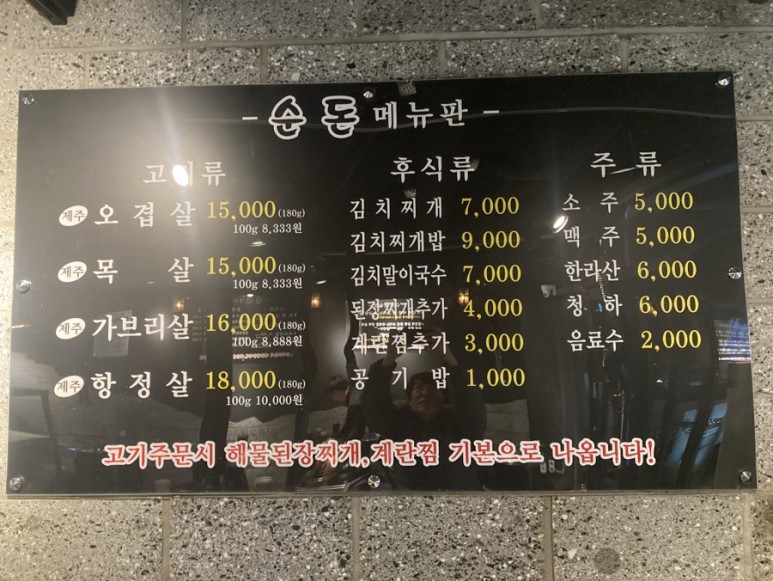 - 순돈 메뉴판 -
고기류
제주 오겹살 15,000 (180g)
100g 8,333원
제주 목살 15,000 (180g)
100g 8,333원
제주 가브리살 16,000 (180g)
100g 8,888원
제주 항정살 18,000 (180g)
100g 10,000원
후식류
김치찌개 7,000
김치찌개밥 9,000
김치말이국수 7,000
된장찌개추가 4,000
계란찜추가 3,000
공기밥 1,000
주류
소주 5,000
맥주 5,000
한라산 6,000
청하 6,000
음료수 2,000
고기주문시 해물된장찌개,계란찜 기본으로 나옵니다!